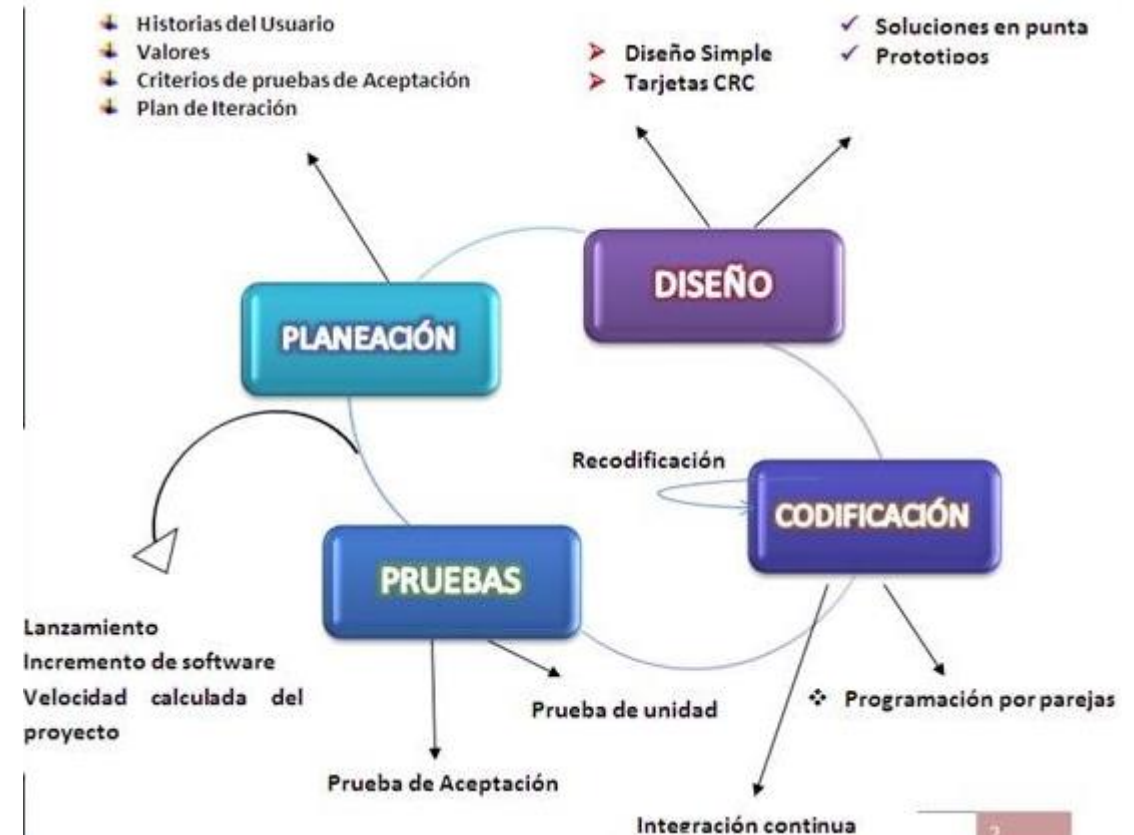 Historias del Usuario
Valores
Criterios de pruebas de Aceptación
Plan de Iteración
Diseño Simple
Tarjetas CRC
✓ Soluciones en punta
✓ Prototipos
DISEÑO
PLANEACIÓN
Recodificación
CODIFICACIÓN
PRUEBAS
Lanzamiento
Incremento de software
Velocidad calculada del
proyecto
Prueba de unidad
Programación por parejas
Prueba de Aceptación
Integración continua
2